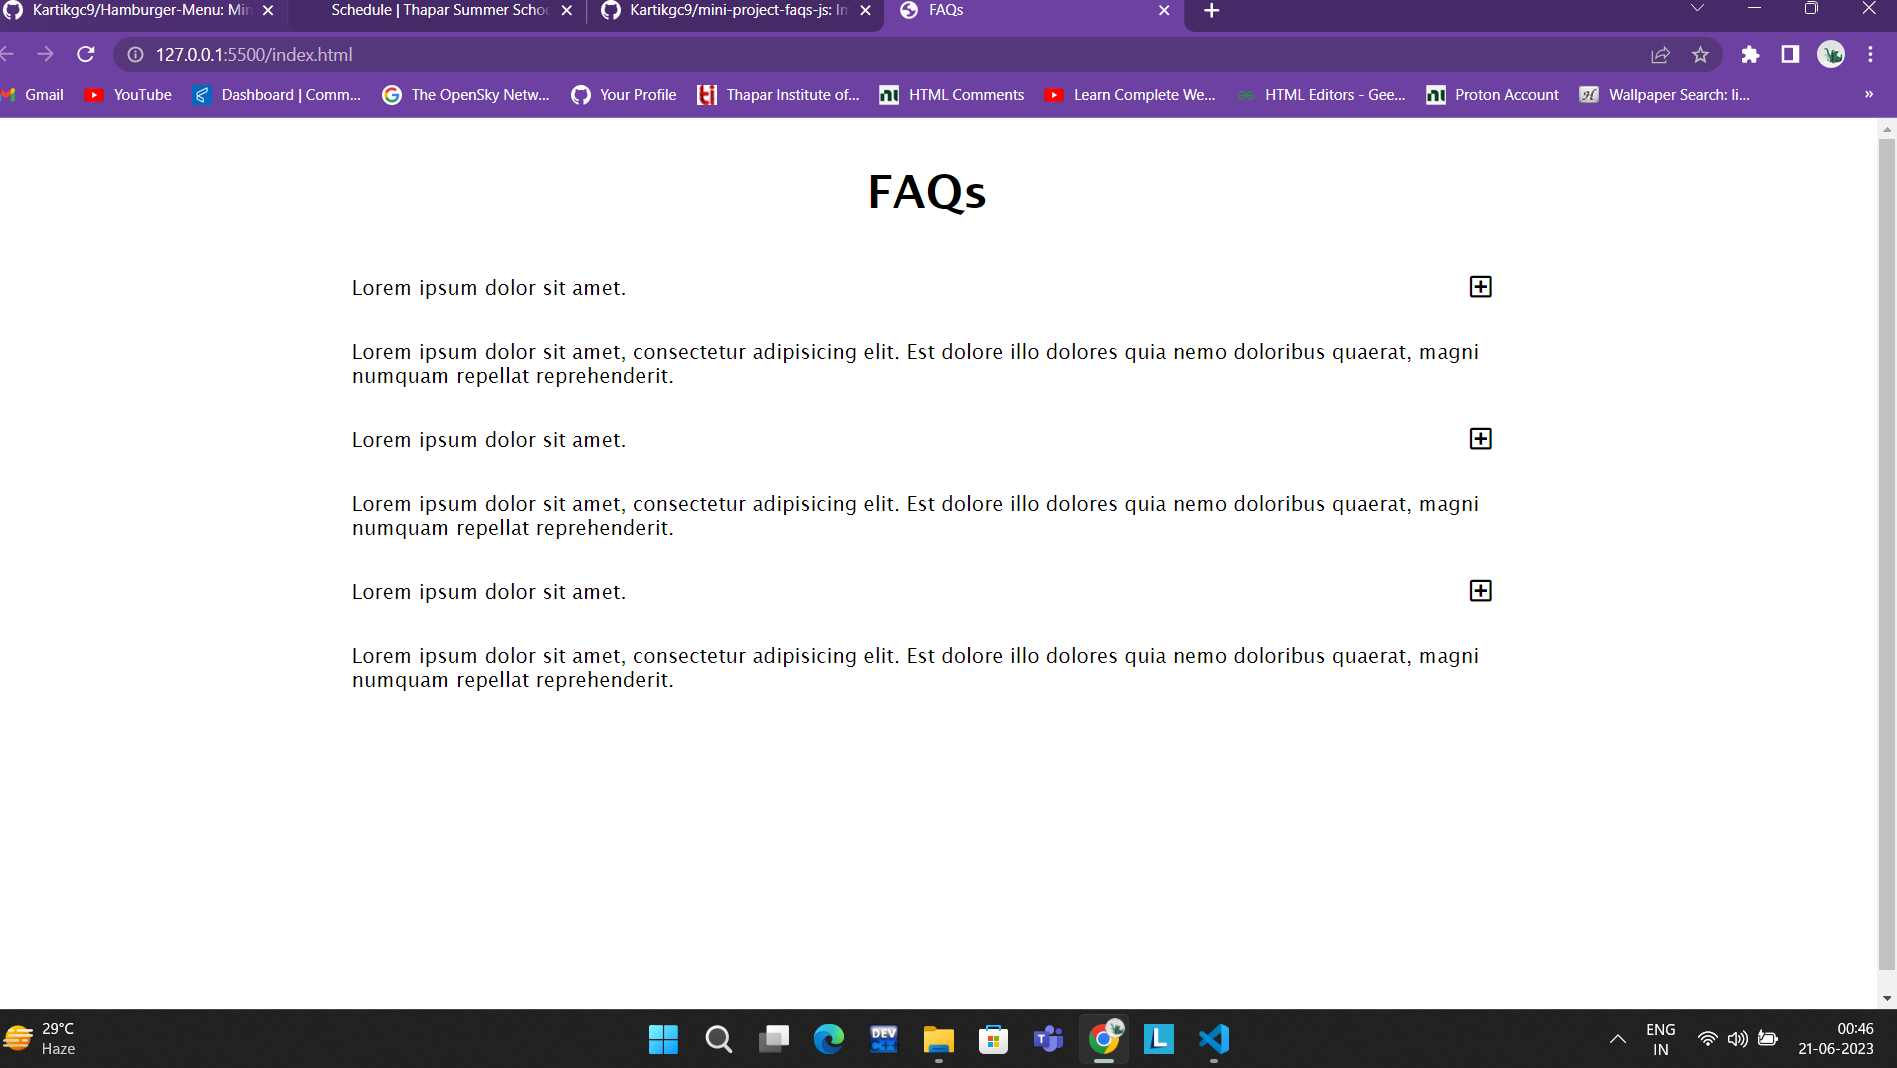 Kartikgc9/Hamburger-Menu: Min
Schedule | Thapar Summer Schoo
Kartikgc9/mini-project-faqs-js: Im
FAQs
127.0.0.1:5500/index.html
Gmail
YouTube
Dashboard | Comm...
The OpenSky Netw...
Your Profile
Thapar Institute of...
HTML Comments
Learn Complete We...
HTML Editors - Gee...
Proton Account
Wallpaper Search: li...
»
FAQs
Lorem ipsum dolor sit amet.
Lorem ipsum dolor sit amet, consectetur adipisicing elit. Est dolore illo dolores quia nemo doloribus quaerat, magni
numquam repellat reprehenderit.
Lorem ipsum dolor sit amet.
Lorem ipsum dolor sit amet, consectetur adipisicing elit. Est dolore illo dolores quia nemo doloribus quaerat, magni
numquam repellat reprehenderit.
Lorem ipsum dolor sit amet.
Lorem ipsum dolor sit amet, consectetur adipisicing elit. Est dolore illo dolores quia nemo doloribus quaerat, magni
numquam repellat reprehenderit.
29°C
Haze
DEV
C++
L
ENG
IN
00:46
21-06-2023